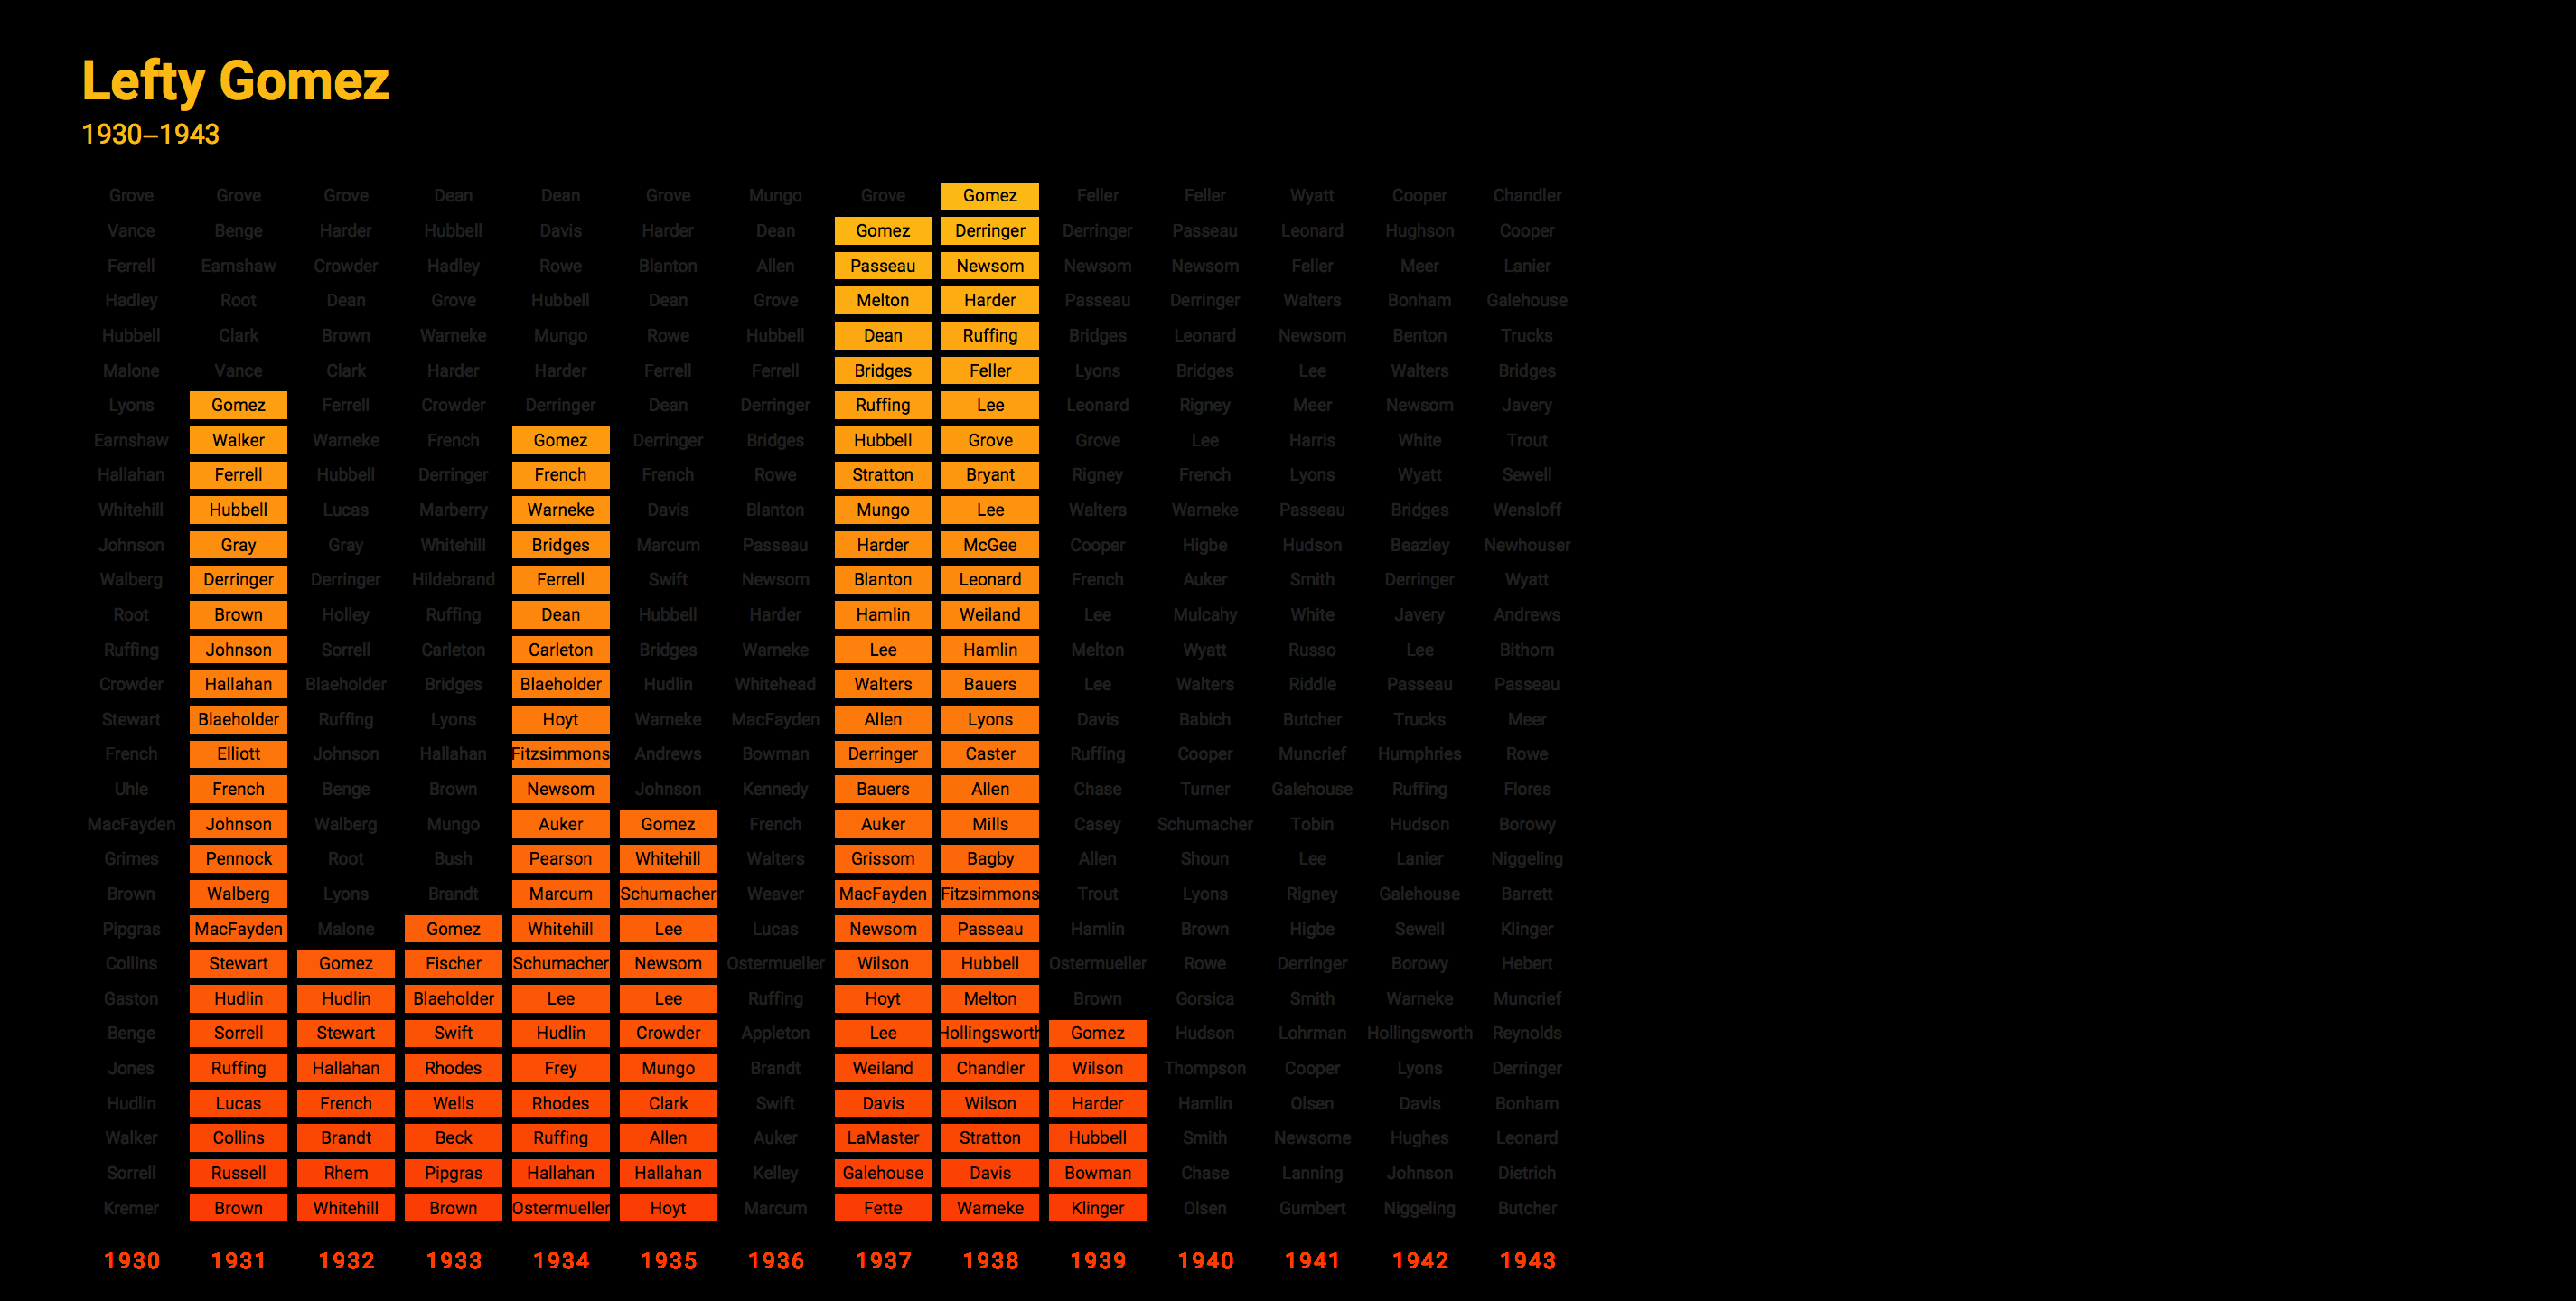 Lefty Gomez
1930–1943
Grove Grove Grove Dean Dean Grove Mungo Grove Gomez Feller Feller Wyatt Cooper Chandler
Vance Benge Harder Hubbell Davis Harder Dean Gomez Derringer Derringer Passeau Leonard Hughson Cooper
Ferrell Earnshaw Crowder Hadley Rowe Blanton Allen Passeau Newsom Newsom Newsom Feller Meer Lanier
Hadley Root Dean Grove Hubbell Dean Grove Melton Harder Passeau Derringer Walters Bonham Galehouse
Hubbell Clark Brown Warneke Mungo Rowe Hubbell Dean Ruffing Bridges Leonard Newsom Benton Trucks
Malone Vance Clark Harder Harder Ferrell Ferrell Bridges Feller Lyons Bridges Lee Walters Bridges
Lyons Gomez Ferrell Crowder Derringer Dean Derringer Ruffing Lee Leonard Rigney Meer Newsom Javery
Earnshaw Walker Warneke French Gomez Derringer Bridges Hubbell Grove Grove Lee Harris White Trout
Hallahan Ferrell Hubbell Derringer French French Rowe Stratton Bryant Rigney French Lyons Wyatt Sewell
Whitehill Hubbell Lucas Marberry Warneke Davis Blanton Mungo Lee Walters Warneke Passeau Bridges Wensloff
Johnson Gray Gray Whitehill Bridges Marcum Passeau Harder McGee Cooper Higbe Hudson Beazley Newhouser
Walberg Derringer Derringer Hildebrand Ferrell Swift Newsom Blanton Leonard French Auker Smith Derringer Wyatt
Root Brown Holley Ruffing Dean Hubbell Harder Hamlin Weiland Lee Mulcahy White Javery Andrews
Ruffing Johnson Sorrell Carleton Carleton Bridges Warneke Lee Hamlin Melton Wyatt Russo Lee Bithorn
Crowder Hallahan Blaeholder Bridges Blaeholder Hudlin Whitehead Walters Bauers Lee Walters Riddle Passeau Passeau
Stewart Blaeholder Ruffing Lyons Hoyt Warneke MacFayden Allen Lyons Davis Babich Butcher Trucks Meer
French Elliott Johnson Hallahan Fitzsimmons Andrews Bowman Derringer Caster Ruffing Cooper Muncrief Humphries Rowe
Uhle French Benge Brown Newsom Johnson Kennedy Bauers Allen Chase Turner Galehouse Ruffing Flores
MacFayden Johnson Walberg Mungo Auker Gomez French Auker Mills Casey Schumacher Tobin Hudson Borowy
Grimes Pennock Root Bush Pearson Whitehill Walters Grissom Bagby Allen Shoun Lee Lanier Niggeling
Brown Walberg Lyons Brandt Marcum Schumacher Weaver MacFayden Fitzsimmons Trout Lyons Rigney Galehouse Barrett
Pipgras MacFayden Malone Gomez Whitehill Lee Lucas Newsom Passeau Hamlin Brown Higbe Sewell Klinger
Collins Stewart Gomez Fischer Schumacher Newsom Ostermueller Wilson Hubbell Ostermueller Rowe Derringer Borowy Hebert
Gaston Hudlin Hudlin Blaeholder Lee Lee Ruffing Hoyt Melton Brown Gorsica Smith Warneke Muncrief
Benge Sorrell Stewart Swift Hudlin Crowder Appleton Lee Hollingsworth Gomez Hudson Lohrman Hollingsworth Reynolds
Jones Ruffing Hallahan Rhodes Frey Mungo Brandt Weiland Chandler Wilson Thompson Cooper Lyons Derringer
Hudlin Lucas French Wells Rhodes Clark Swift Davis Wilson Harder Hamlin Olsen Davis Bonham
Walker Collins Brandt Beck Ruffing Allen Auker LaMaster Stratton Hubbell Smith Newsome Hughes Leonard
Sorrell Russell Rhem Pipgras Hallahan Hallahan Kelley Galehouse Davis Bowman Chase Lanning Johnson Dietrich
Kremer Brown Whitehill Brown Ostermueller Hoyt Marcum Fette Warneke Klinger Olsen Gumbert Niggeling Butcher
1930 1931 1932 1933 1934 1935 1936 1937 1938 1939 1940 1941 1942 1943